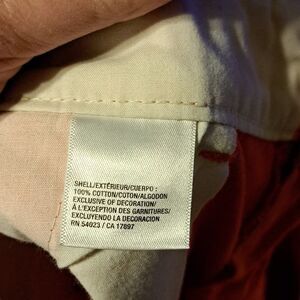 SHELL/EXTÉRIEUR/CUERPO :
100% COTTON/COTON/ALGODON
EXCLUSIVE OF DECORATION/
À L'EXCEPTION DES GARNITURES/
EXCLUYENDO LA DECORACION
RN 54023 / CA 17897